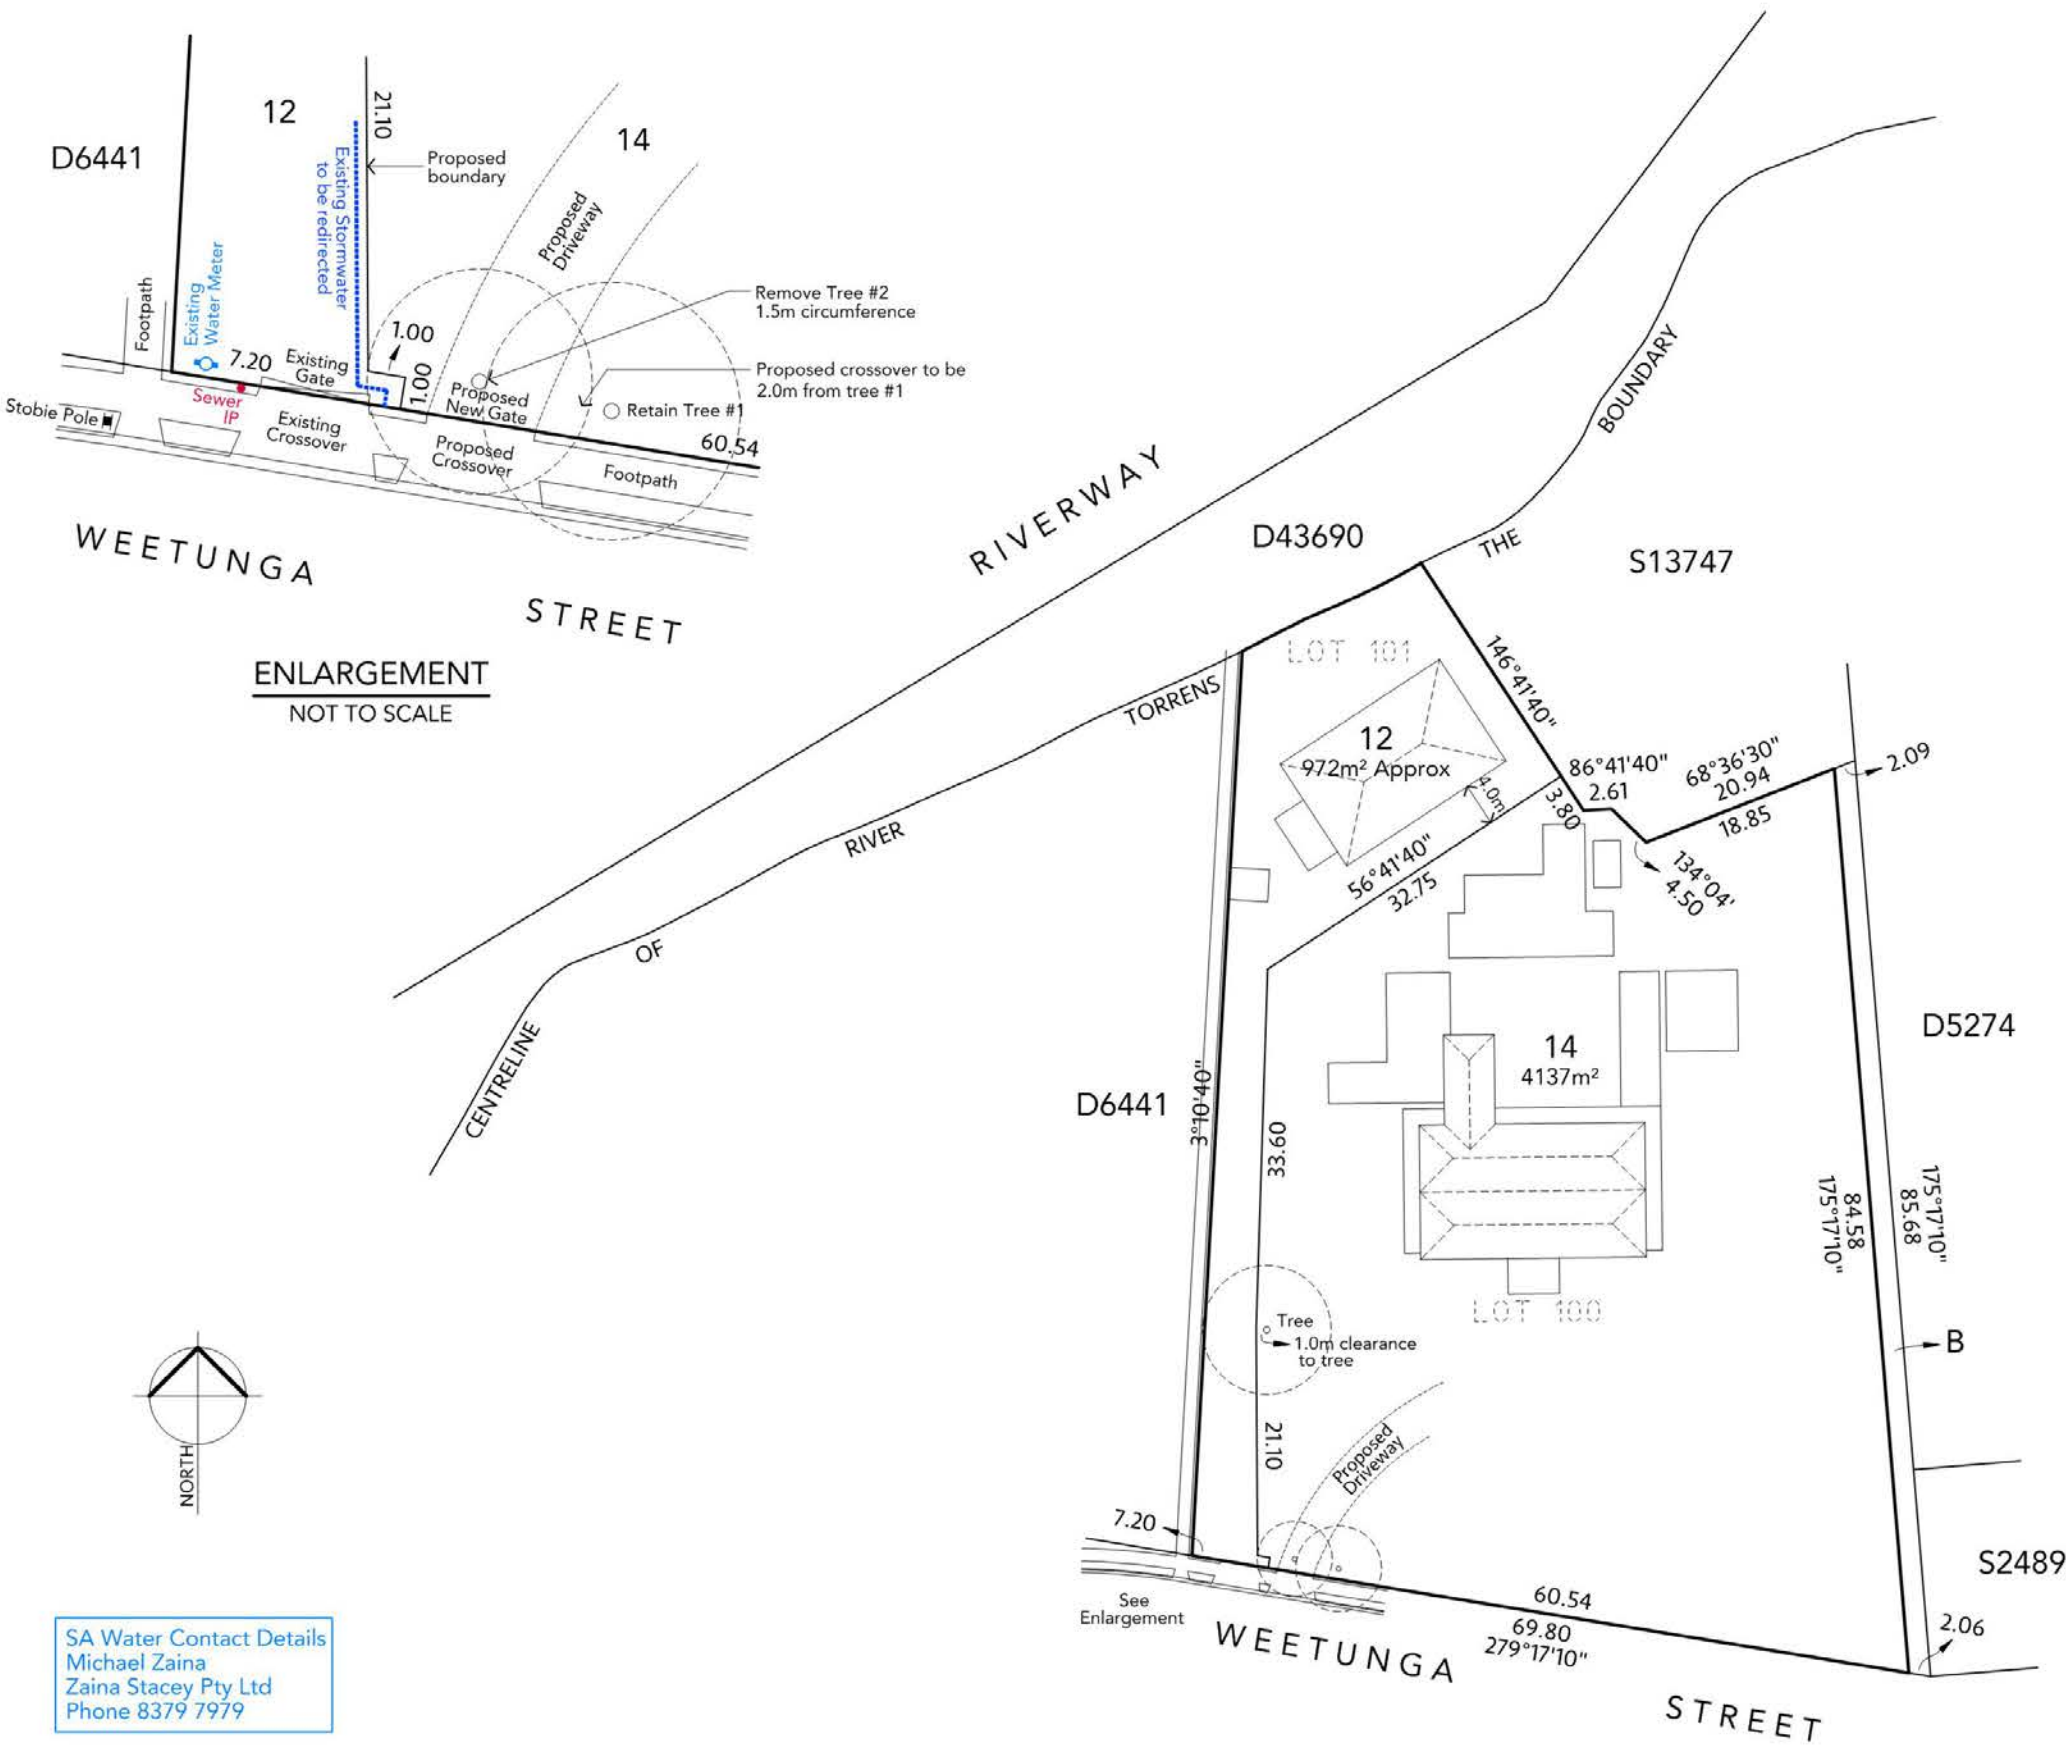 D6441
12
21.10
14
Proposed
boundary
Existing Stormwater
to be redirected
Proposed
Driveway
Existing
Water Meter
Footpath
Remove Tree #2
1.5m circumference
1.00
1.00
7.20
Existing
Gate
Proposed crossover to be
2.0m from tree #1
Proposed
New Gate
Retain Tree #1
Sewer
IP
Stobie Pole
Existing
Crossover
Proposed
Crossover
60.54
Footpath
WEETUNGA
STREET
ENLARGEMENT
NOT TO SCALE
RIVERWAY
BOUNDARY
THE
D43690
S13747
LOT 101
TORRENS
146°41'40"
12
972m² Approx
4.0m
86°41'40"
2.61
68°36'30"
20.94
18.85
2.09
3.80
134°04'
4.50
56°41'40"
32.75
RIVER
OF
CENTRELINE
D6441
3°10'40"
33.60
14
4137m²
D5274
84.58
175°17'10"
175°17'10"
85.68
LOT 100
Tree
1.0m clearance
to tree
B
21.10
Proposed
Driveway
NORTH
7.20
See
Enlargement
60.54
69.80
279°17'10"
S2489
2.06
WEETUNGA
STREET
SA Water Contact Details
Michael Zaina
Zaina Stacey Pty Ltd
Phone 8379 7979